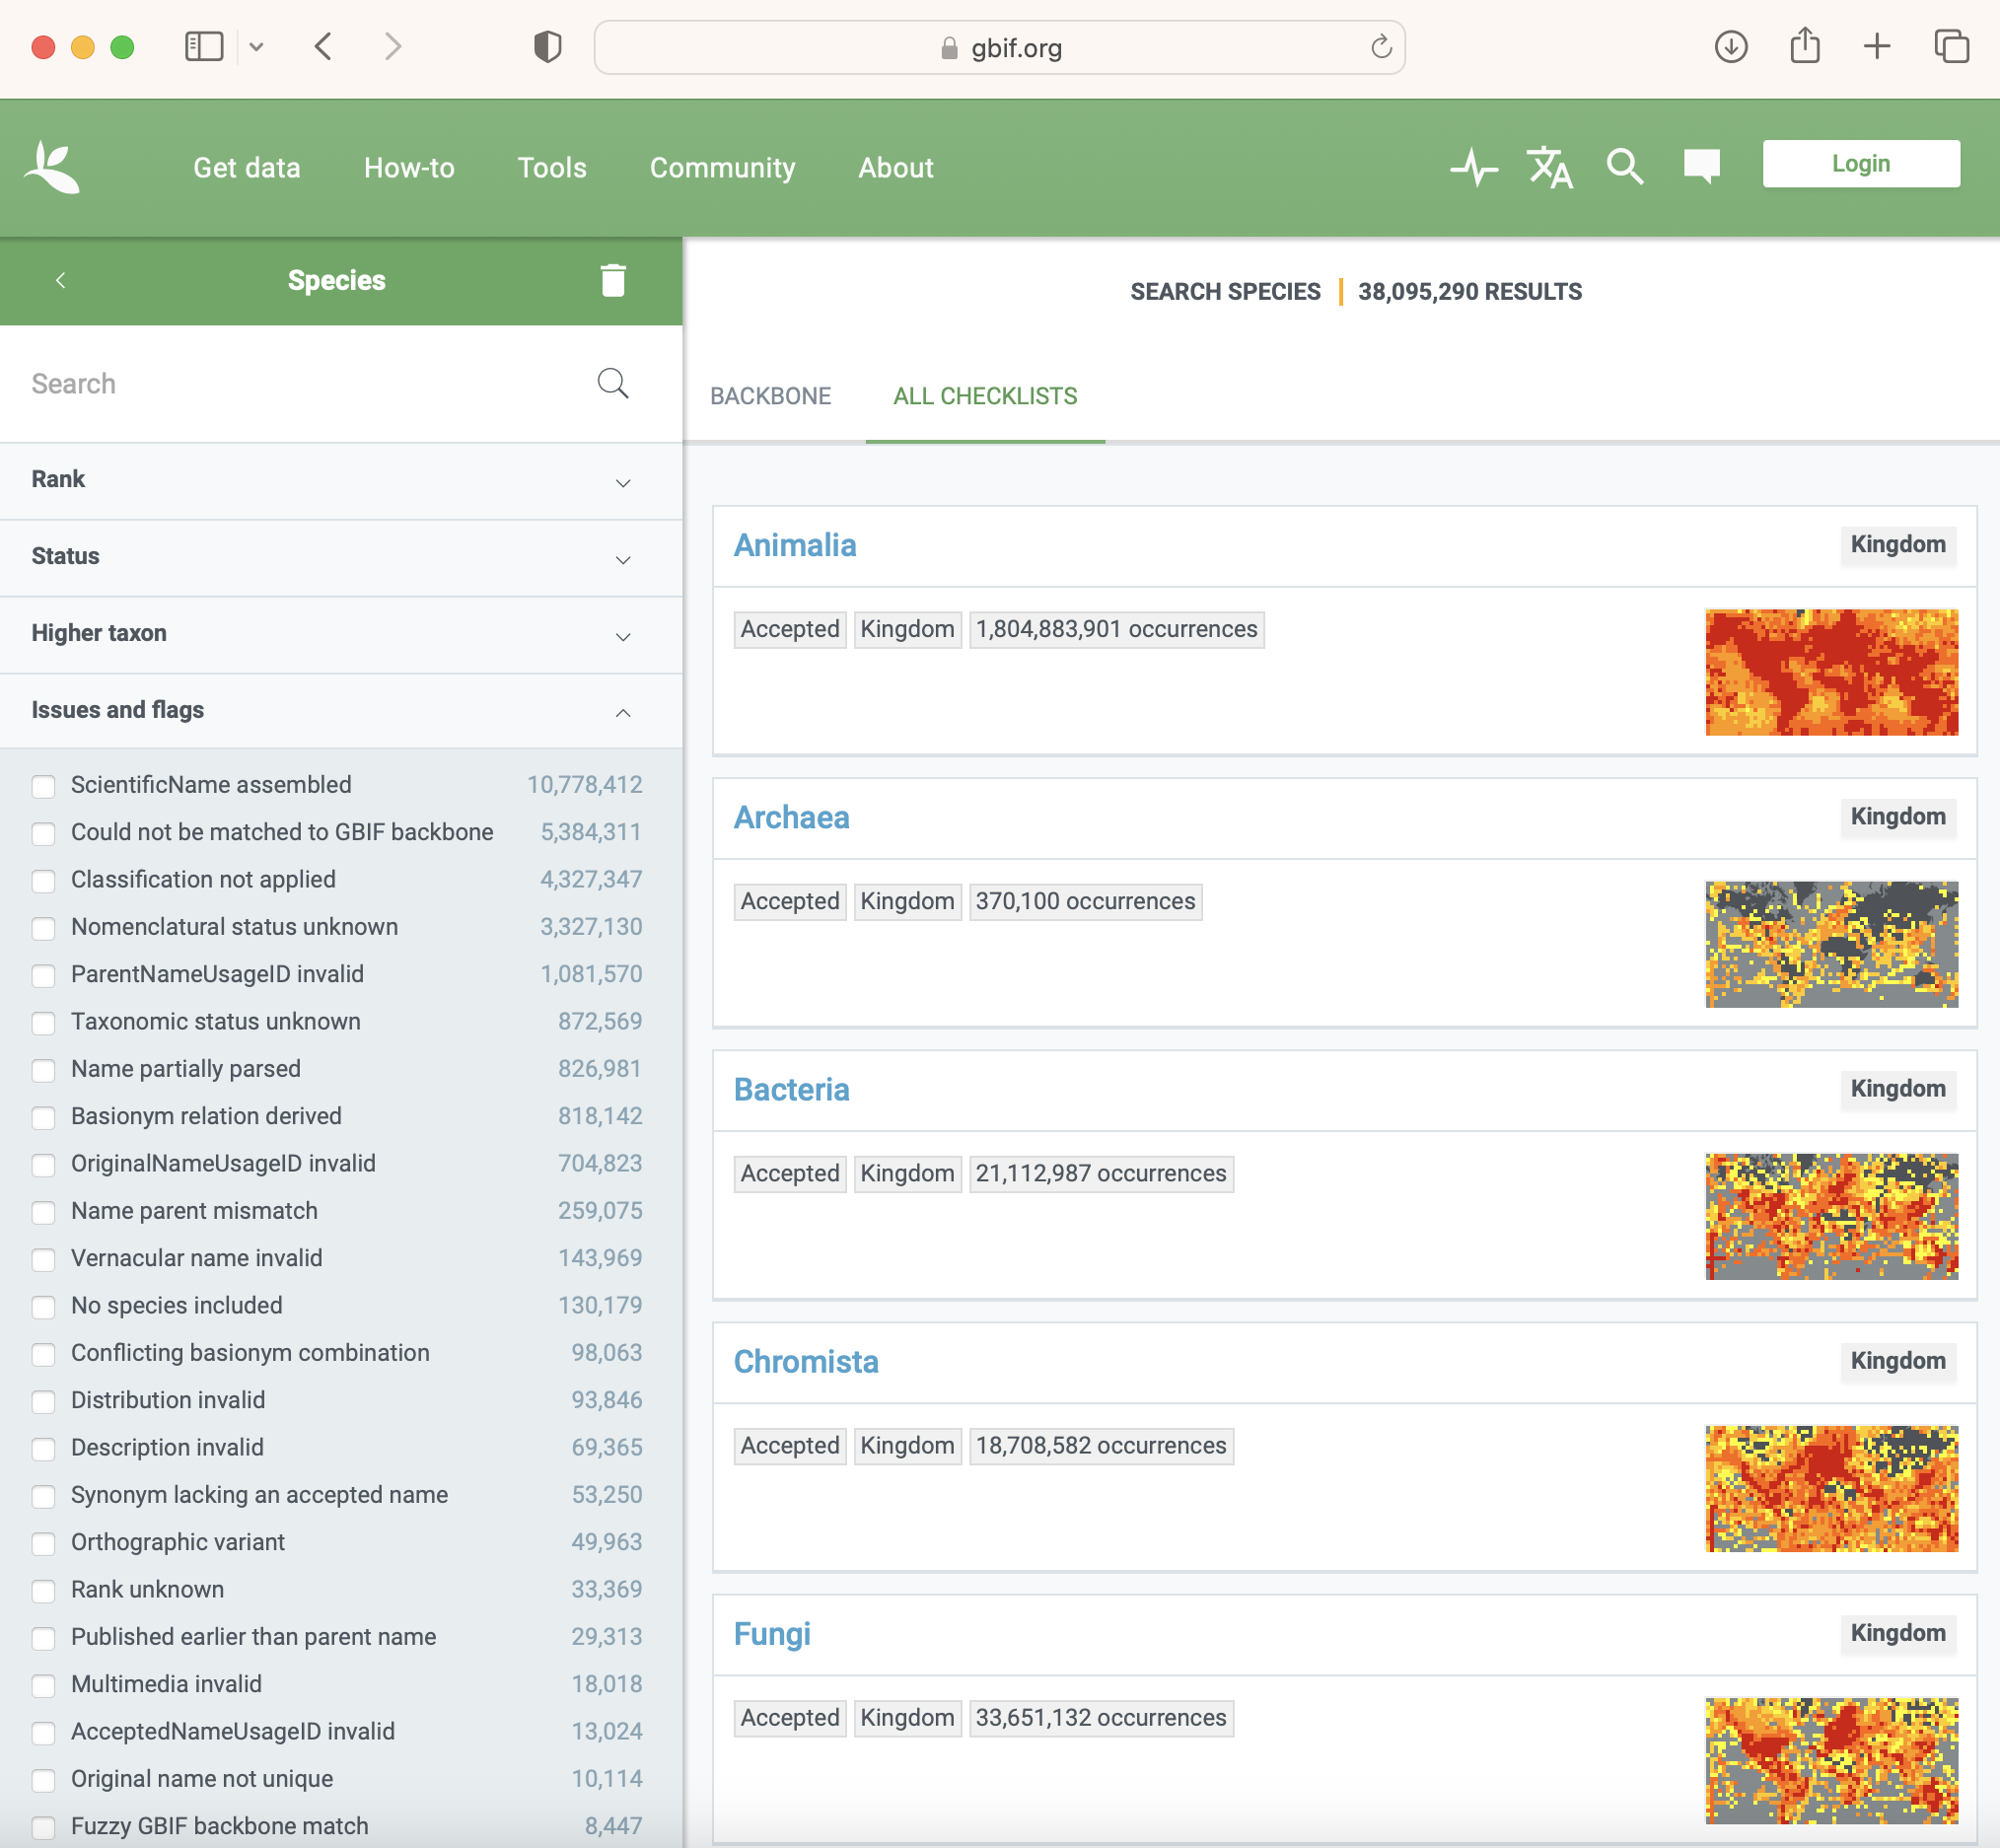 gbif.org
Get data How-to Tools Community About Login
Species
SEARCH SPECIES 38,095,290 RESULTS
Search
BACKBONE ALL CHECKLISTS
Rank
Status
Higher taxon
Issues and flags
ScientificName assembled 10,778,412
Could not be matched to GBIF backbone 5,384,311
Classification not applied 4,327,347
Nomenclatural status unknown 3,327,130
ParentNameUsageID invalid 1,081,570
Taxonomic status unknown 872,569
Name partially parsed 826,981
Basionym relation derived 818,142
OriginalNameUsageID invalid 704,823
Name parent mismatch 259,075
Vernacular name invalid 143,969
No species included 130,179
Conflicting basionym combination 98,063
Distribution invalid 93,846
Description invalid 69,365
Synonym lacking an accepted name 53,250
Orthographic variant 49,963
Rank unknown 33,369
Published earlier than parent name 29,313
Multimedia invalid 18,018
AcceptedNameUsageID invalid 13,024
Original name not unique 10,114
Fuzzy GBIF backbone match 8,447
Animalia Kingdom
Accepted Kingdom 1,804,883,901 occurrences
Archaea Kingdom
Accepted Kingdom 370,100 occurrences
Bacteria Kingdom
Accepted Kingdom 21,112,987 occurrences
Chromista Kingdom
Accepted Kingdom 18,708,582 occurrences
Fungi Kingdom
Accepted Kingdom 33,651,132 occurrences